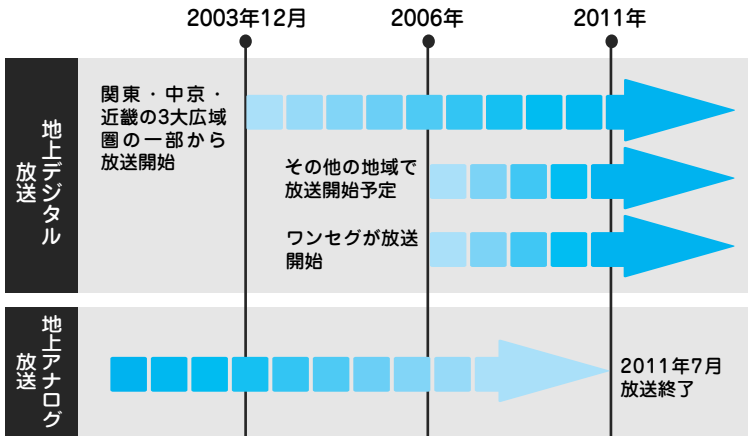 2003年12月
2006年
2011年
地上デジタル
放送
関東・中京・
近畿の3大広域
圏の一部から
放送開始
その他の地域で
放送開始予定
ワンセグが放送
開始
地上アナログ
放送
2011年7月
放送終了